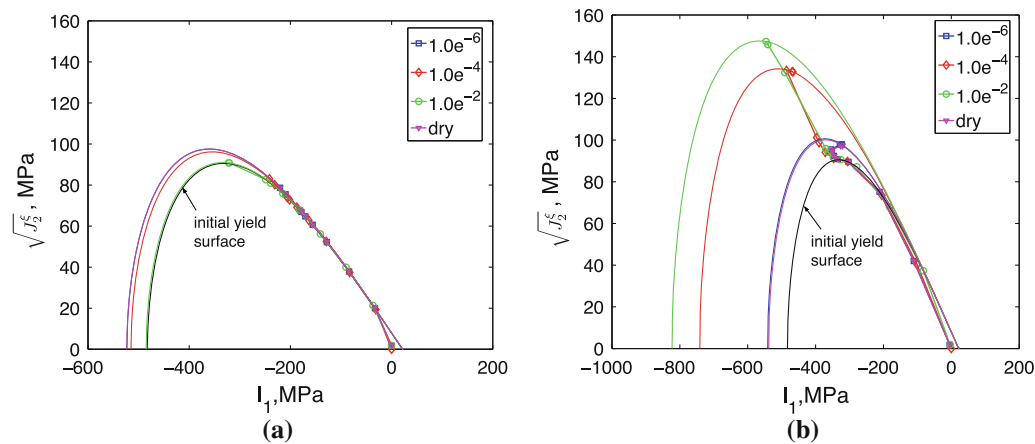 160
140
120
100
80
60
40
20
0
√J₂^ξ , MPa
1.0e⁻⁶
1.0e⁻⁴
1.0e⁻²
dry
initial yield
surface
−600 −400 −200 0 200
I₁,MPa
(a)
160
140
120
100
80
60
40
20
0
√J₂^ξ , MPa
1.0e⁻⁶
1.0e⁻⁴
1.0e⁻²
dry
initial yield
surface
−1000 −800 −600 −400 −200 0 200
I₁,MPa
(b)